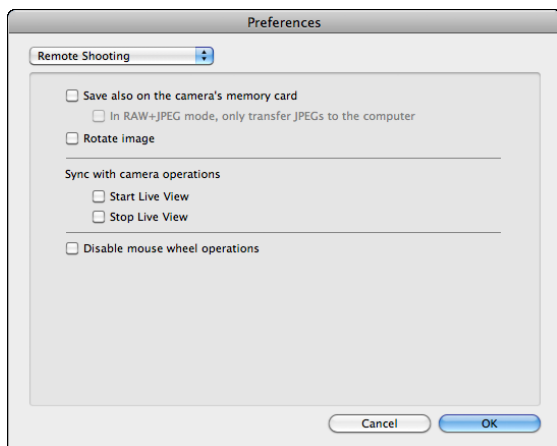 Preferences
Remote Shooting
Save also on the camera's memory card
In RAW+JPEG mode, only transfer JPEGs to the computer
Rotate image
Sync with camera operations
Start Live View
Stop Live View
Disable mouse wheel operations
Cancel
OK